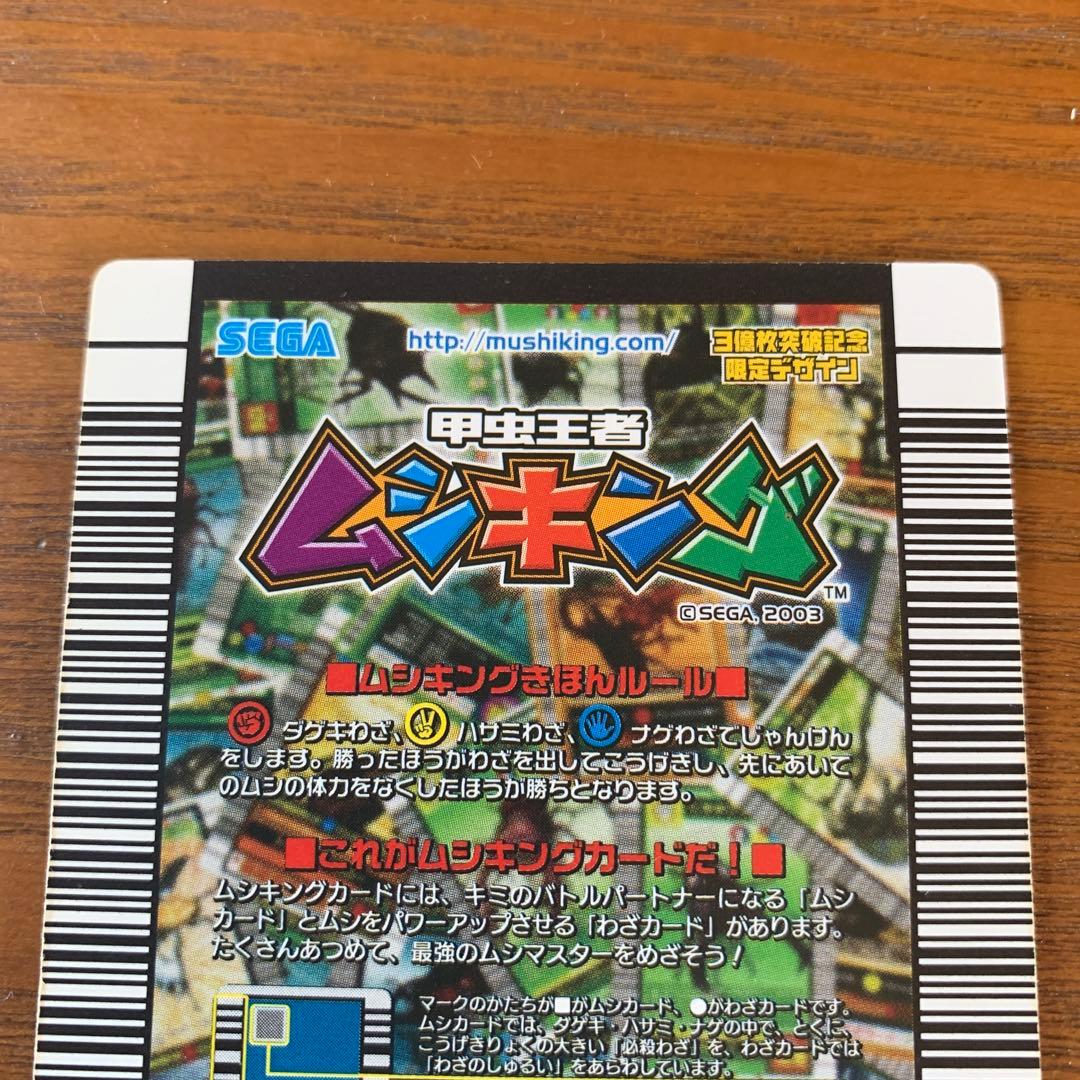 SEGA
http://mushiking.com/
3億枚突破記念
限定デザイン
甲虫王者
ムシキング
TM
©SEGA, 2003
■ムシキングきほんルール■
ダゲキわざ、 ハサミわざ、 ナゲわざでじゃんけん
をします。勝ったほうがわざを出してこうげきし、先にあいて
のムシの体力をなくしたほうが勝ちとなります。
■これがムシキングカードだ！■
ムシキングカードには、キミのバトルパートナーになる「ムシ
カード」とムシをパワーアップさせる「わざカード」があります。
たくさんあつめて、最強のムシマスターをめざそう！
マークのかたちが■がムシカード、●がわざカードです。
ムシカードでは、ダゲキ・ハサミ・ナゲの中で、とくに、
こうげきりょくの大きい「必殺わざ」を、わざカードでは
「わざのしゅるい」をあらわしています。